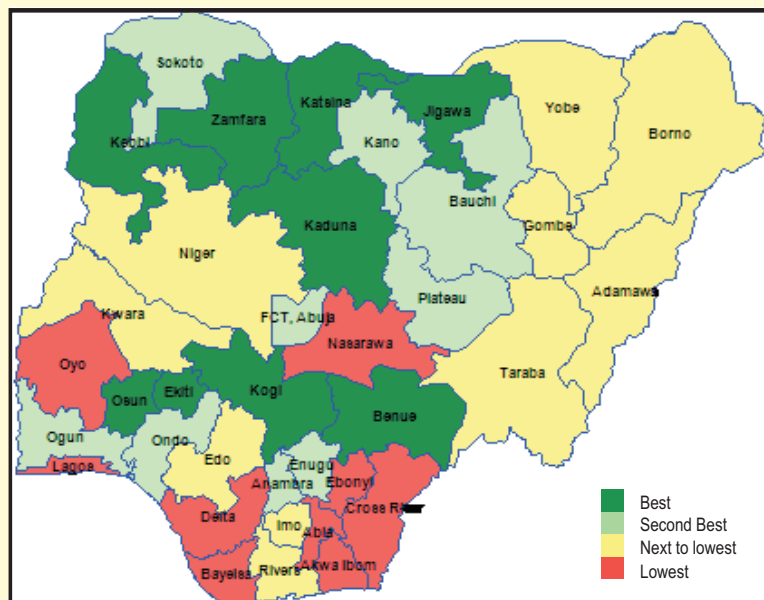 Sokoto
Katsina
Jigawa
Yobe
Borno
Zamfara
Kebbi
Kano
Bauchi
Gombe
Kaduna
Niger
Adamawa
Plateau
FCT, Abuja
Kwara
Nasarawa
Taraba
Oyo
Osun
Ekiti
Kogi
Benue
Ogun
Ondo
Edo
Enugu
Lagos
Anambra
Ebonyi
Cross Ri
Delta
Imo
Abia
Bayelsa
Rivers
Akwa Ibom
Best
Second Best
Next to lowest
Lowest